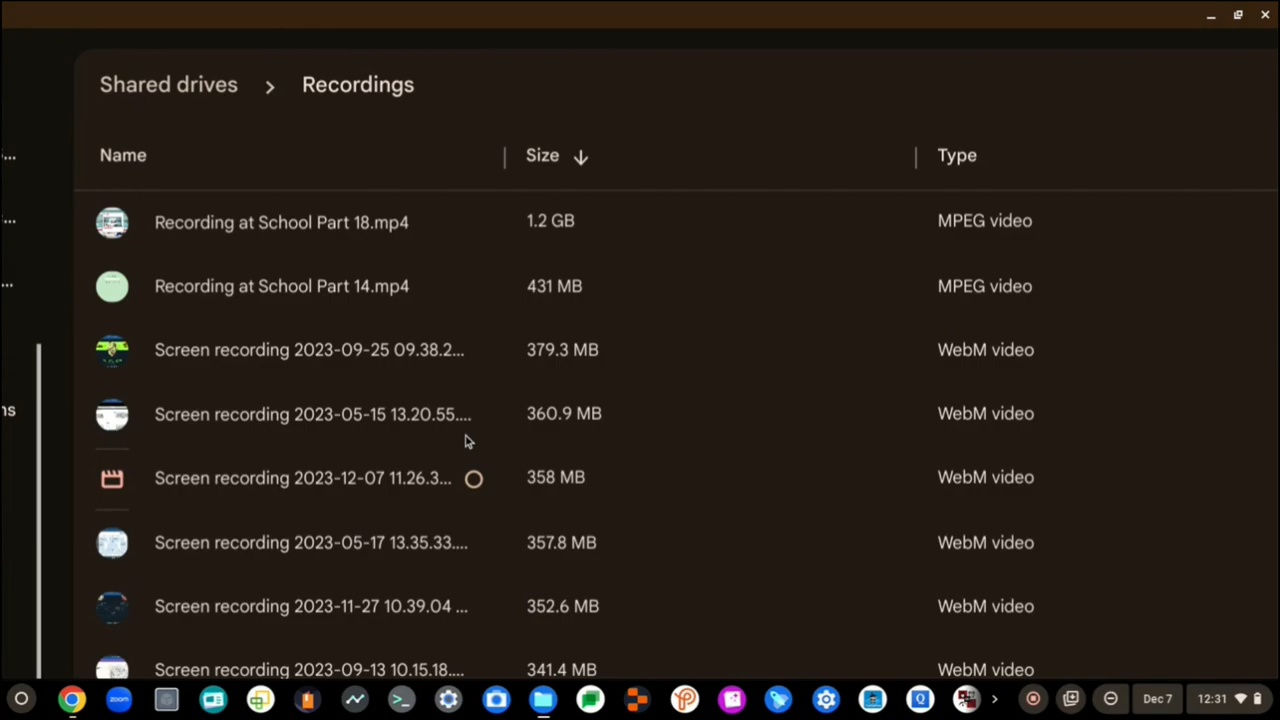 Shared drives > Recordings
Name Size ↓ Type
Recording at School Part 18.mp4 1.2 GB MPEG video
Recording at School Part 14.mp4 431 MB MPEG video
Screen recording 2023-09-25 09.38.2... 379.3 MB WebM video
Screen recording 2023-05-15 13.20.55.... 360.9 MB WebM video
ns
Screen recording 2023-12-07 11.26.3... 358 MB WebM video
Screen recording 2023-05-17 13.35.33.... 357.8 MB WebM video
Screen recording 2023-11-27 10.39.04 ... 352.6 MB WebM video
Screen recording 2023-09-13 10.15.18.... 341.4 MB WebM video
zoom Q Dec 7 12:31